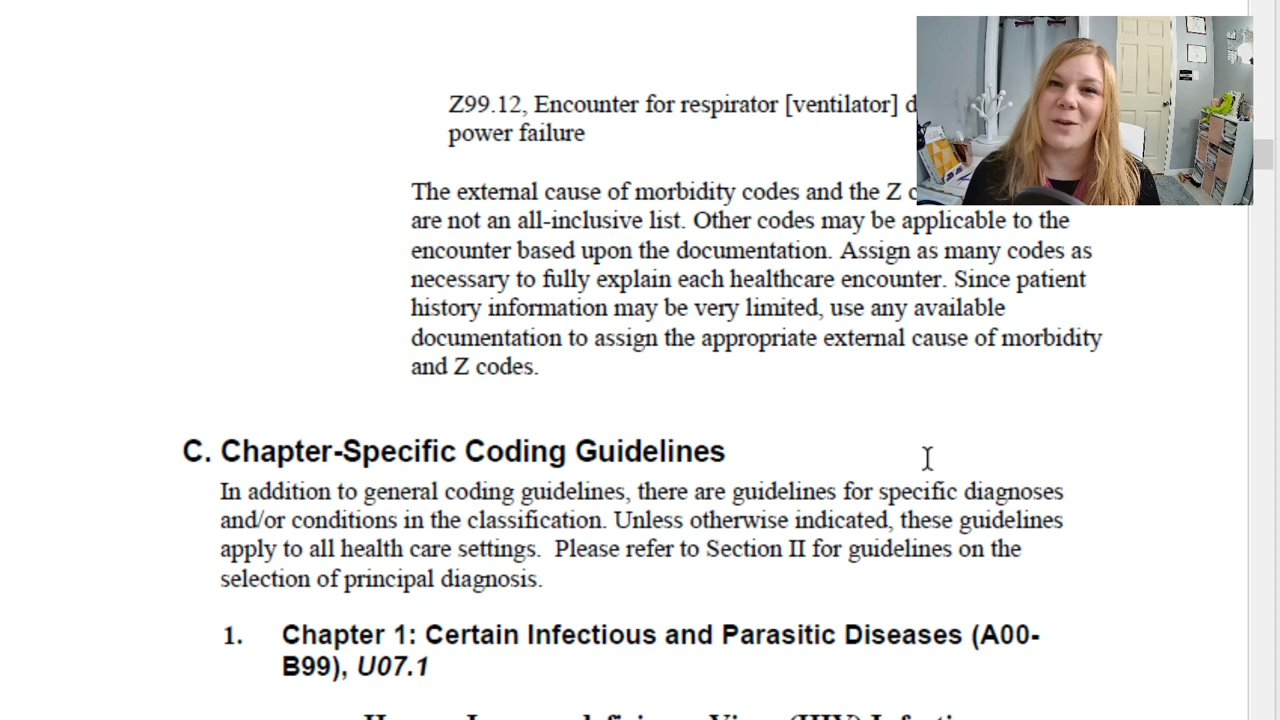 Z99.12, Encounter for respirator [ventilator]
power failure
The external cause of morbidity codes and the Z
are not an all-inclusive list. Other codes may be applicable to the
encounter based upon the documentation. Assign as many codes as
necessary to fully explain each healthcare encounter. Since patient
history information may be very limited, use any available
documentation to assign the appropriate external cause of morbidity
and Z codes.
C. Chapter-Specific Coding Guidelines
In addition to general coding guidelines, there are guidelines for specific diagnoses
and/or conditions in the classification. Unless otherwise indicated, these guidelines
apply to all health care settings.  Please refer to Section II for guidelines on the
selection of principal diagnosis.
1. Chapter 1: Certain Infectious and Parasitic Diseases (A00-
B99), U07.1